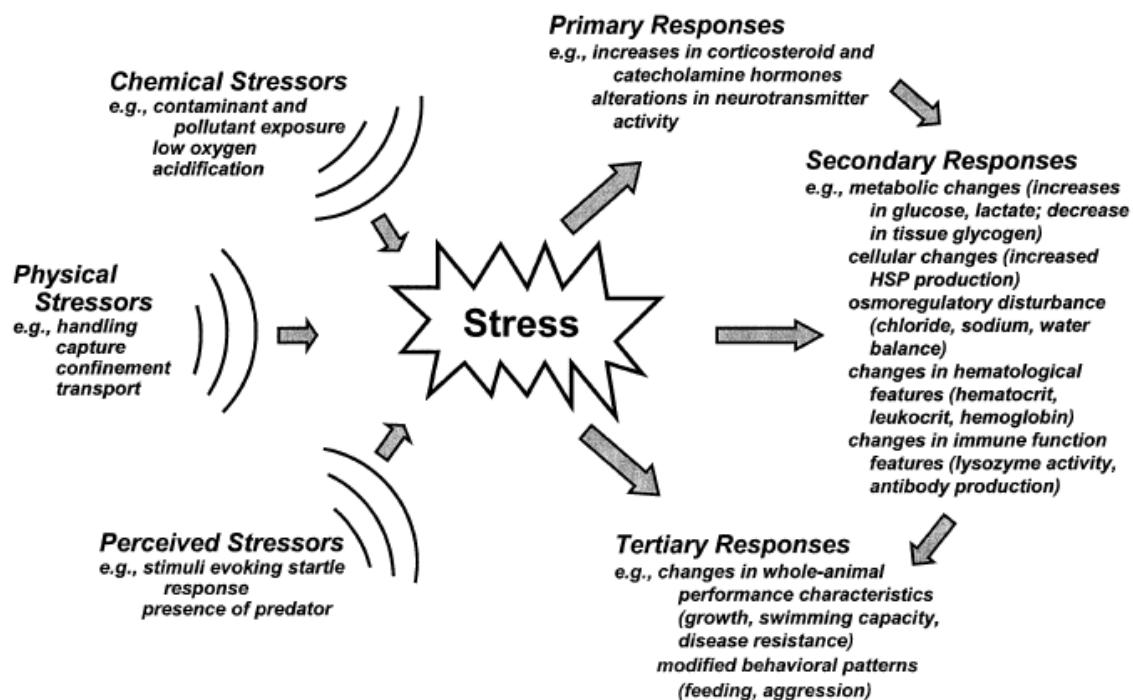 Primary Responses
e.g., increases in corticosteroid and
catecholamine hormones
alterations in neurotransmitter
activity
Chemical Stressors
e.g., contaminant and
pollutant exposure
low oxygen
acidification
Secondary Responses
e.g., metabolic changes (increases
in glucose, lactate; decrease
in tissue glycogen)
cellular changes (increased
HSP production)
osmoregulatory disturbance
(chloride, sodium, water
balance)
changes in hematological
features (hematocrit,
leukocrit, hemoglobin)
changes in immune function
features (lysozyme activity,
antibody production)
Physical
Stressors
e.g., handling
capture
confinement
transport
Stress
Perceived Stressors
e.g., stimuli evoking startle
response
presence of predator
Tertiary Responses
e.g., changes in whole-animal
performance characteristics
(growth, swimming capacity,
disease resistance)
modified behavioral patterns
(feeding, aggression)